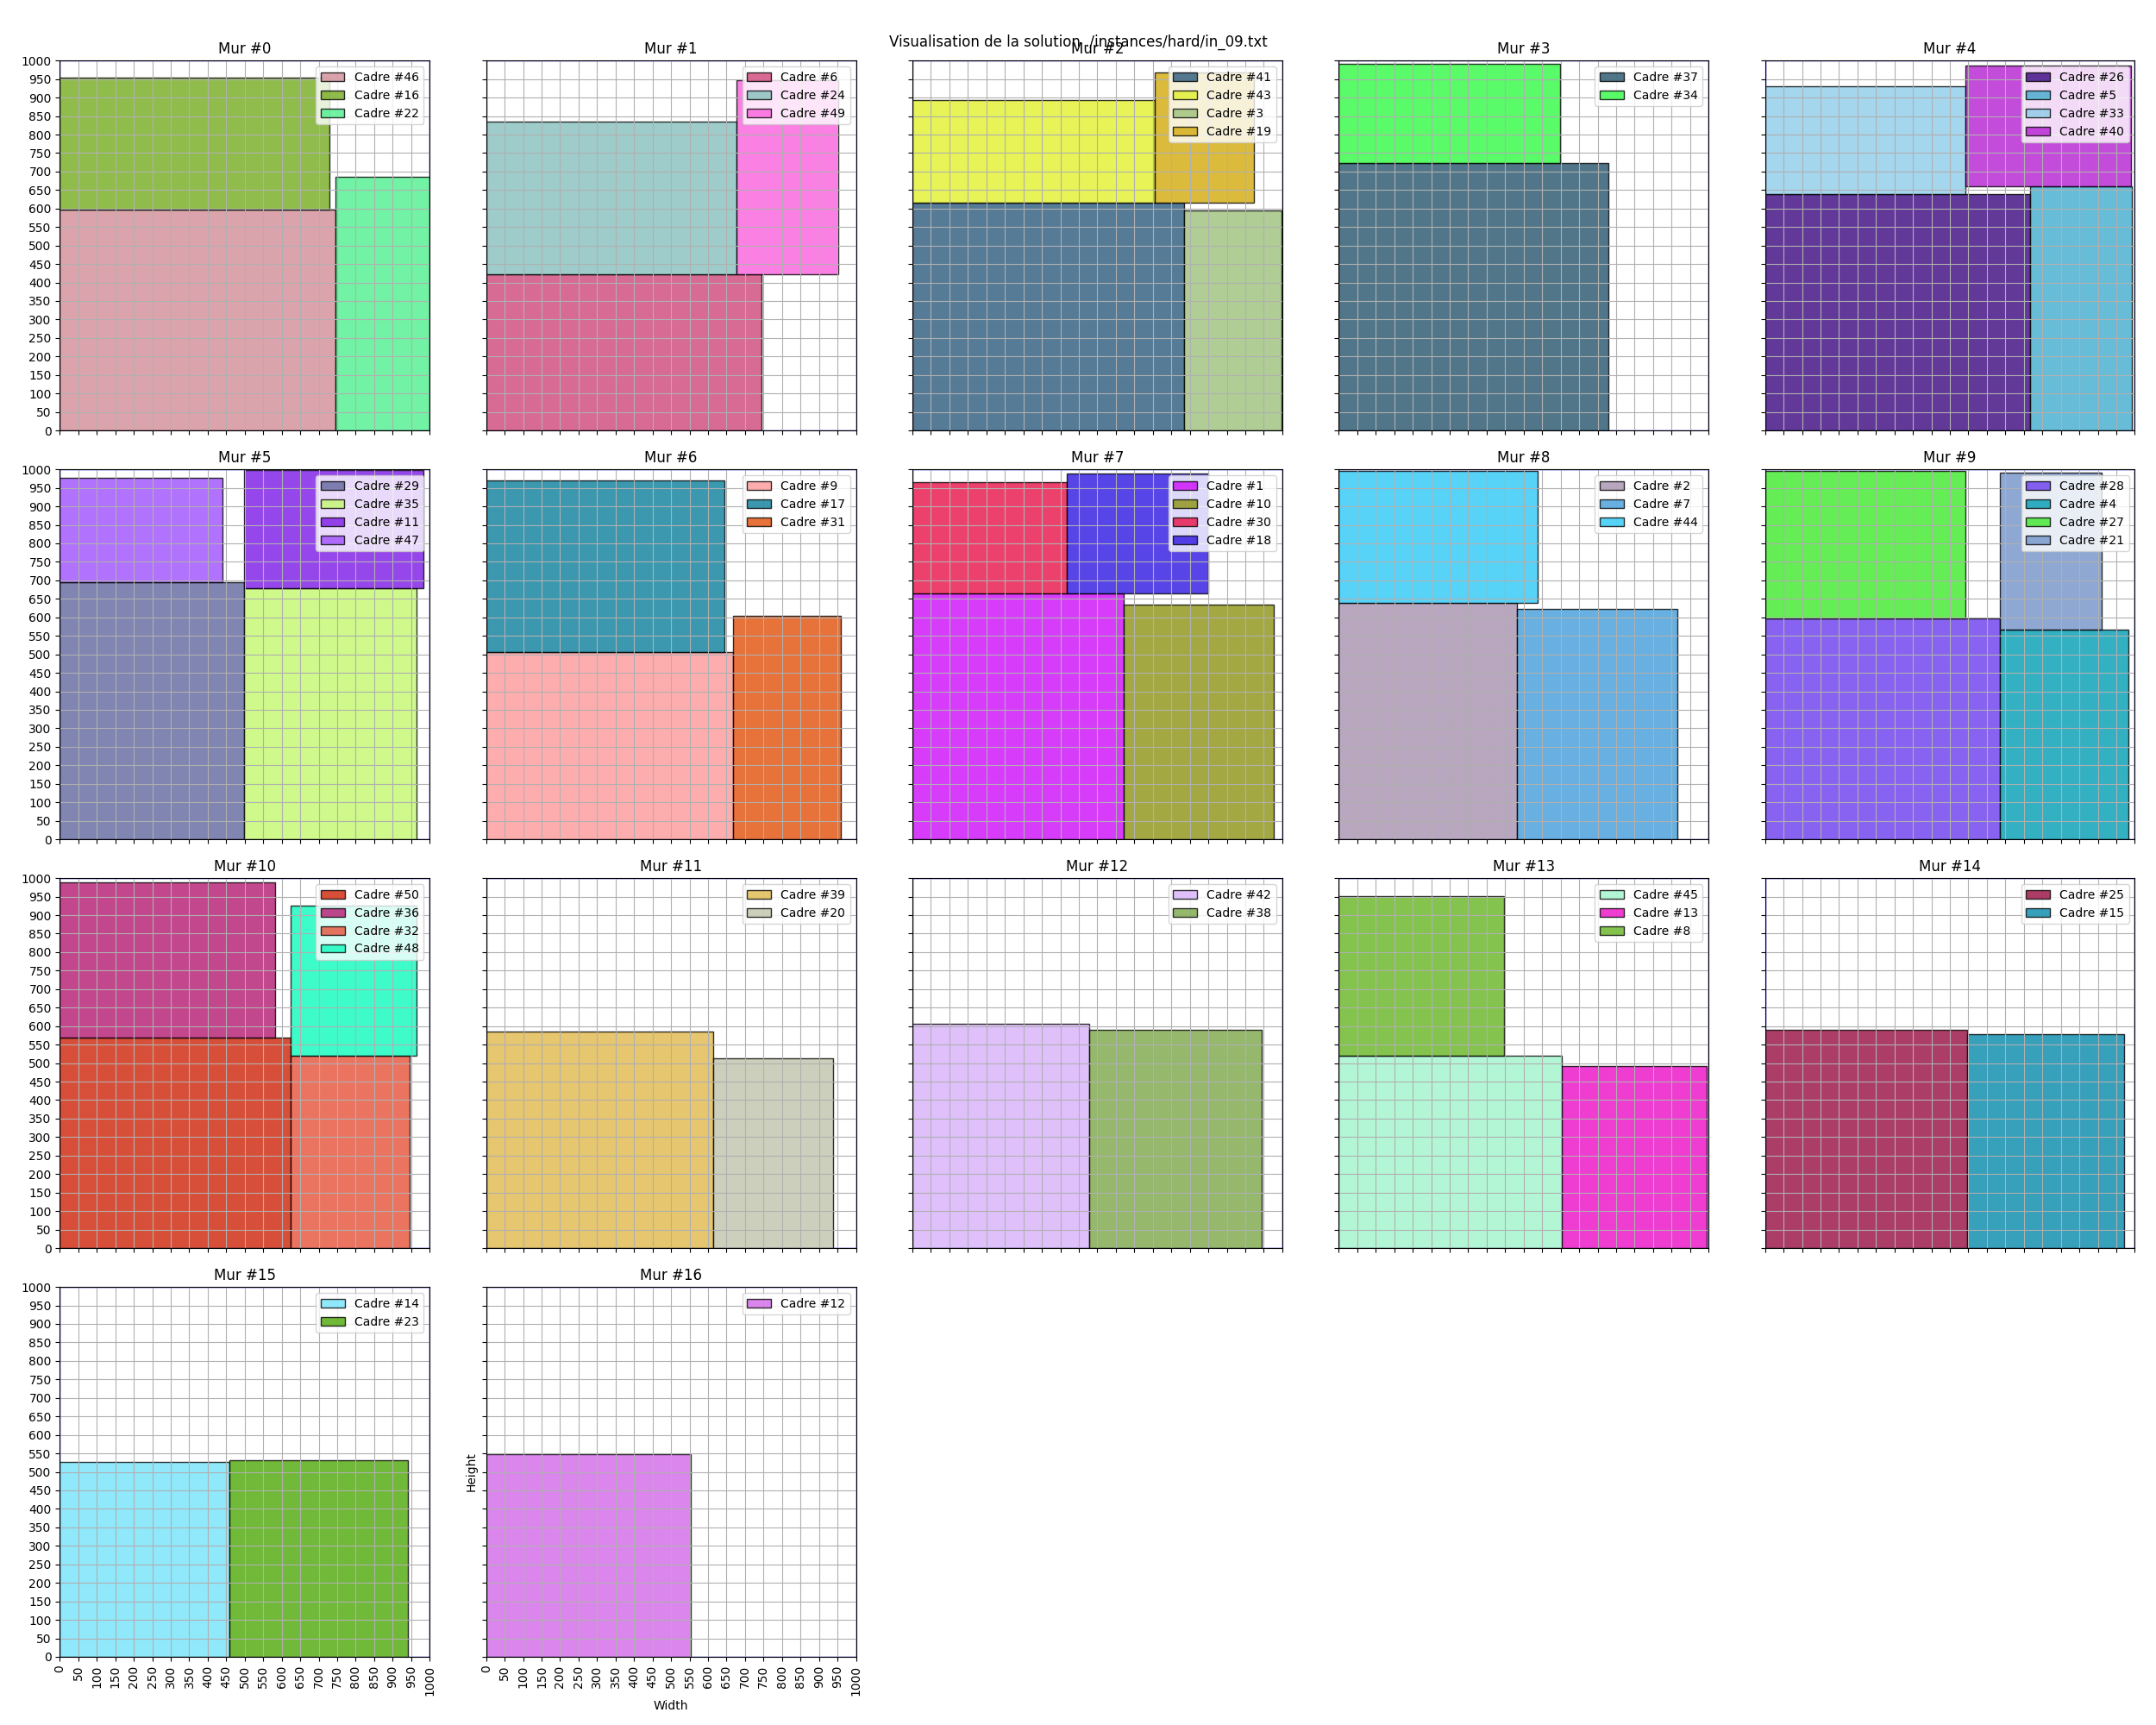 Visualisation de la solution ./instances/hard/in_09.txt
Mur #0
1000
950
900
850
800
750
700
650
600
550
500
450
400
350
300
250
200
150
100
50
0
Cadre #46
Cadre #16
Cadre #22
Mur #1
Cadre #6
Cadre #24
Cadre #49
Mur #2
Cadre #41
Cadre #43
Cadre #3
Cadre #19
Mur #3
Cadre #37
Cadre #34
Mur #4
Cadre #26
Cadre #5
Cadre #33
Cadre #40
Mur #5
1000
950
900
850
800
750
700
650
600
550
500
450
400
350
300
250
200
150
100
50
0
Cadre #29
Cadre #35
Cadre #11
Cadre #47
Mur #6
Cadre #9
Cadre #17
Cadre #31
Mur #7
Cadre #1
Cadre #10
Cadre #30
Cadre #18
Mur #8
Cadre #2
Cadre #7
Cadre #44
Mur #9
Cadre #28
Cadre #4
Cadre #27
Cadre #21
Mur #10
1000
950
900
850
800
750
700
650
600
550
500
450
400
350
300
250
200
150
100
50
0
Cadre #50
Cadre #36
Cadre #32
Cadre #48
Mur #11
Cadre #39
Cadre #20
Mur #12
Cadre #42
Cadre #38
Mur #13
Cadre #45
Cadre #13
Cadre #8
Mur #14
Cadre #25
Cadre #15
Mur #15
1000
950
900
850
800
750
700
650
600
550
500
450
400
350
300
250
200
150
100
50
0
Cadre #14
Cadre #23
0 50 100 150 200 250 300 350 400 450 500 550 600 650 700 750 800 850 900 950 1000
Mur #16
Cadre #12
Height
0 50 100 150 200 250 300 350 400 450 500 550 600 650 700 750 800 850 900 950 1000
Width